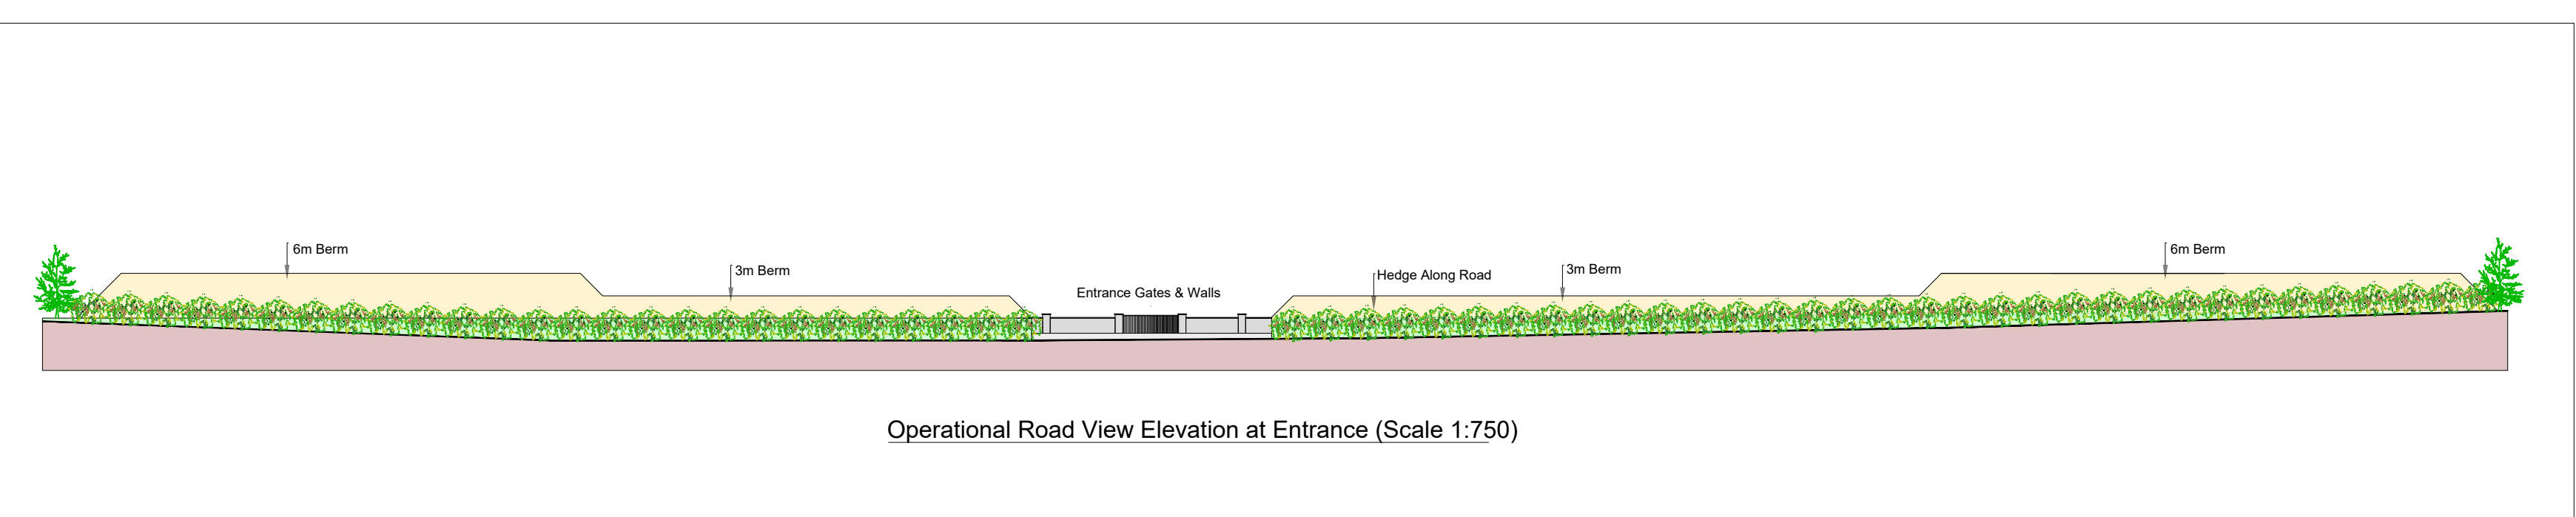 6m Berm
3m Berm
Entrance Gates & Walls
Hedge Along Road
3m Berm
6m Berm
Operational Road View Elevation at Entrance (Scale 1:750)